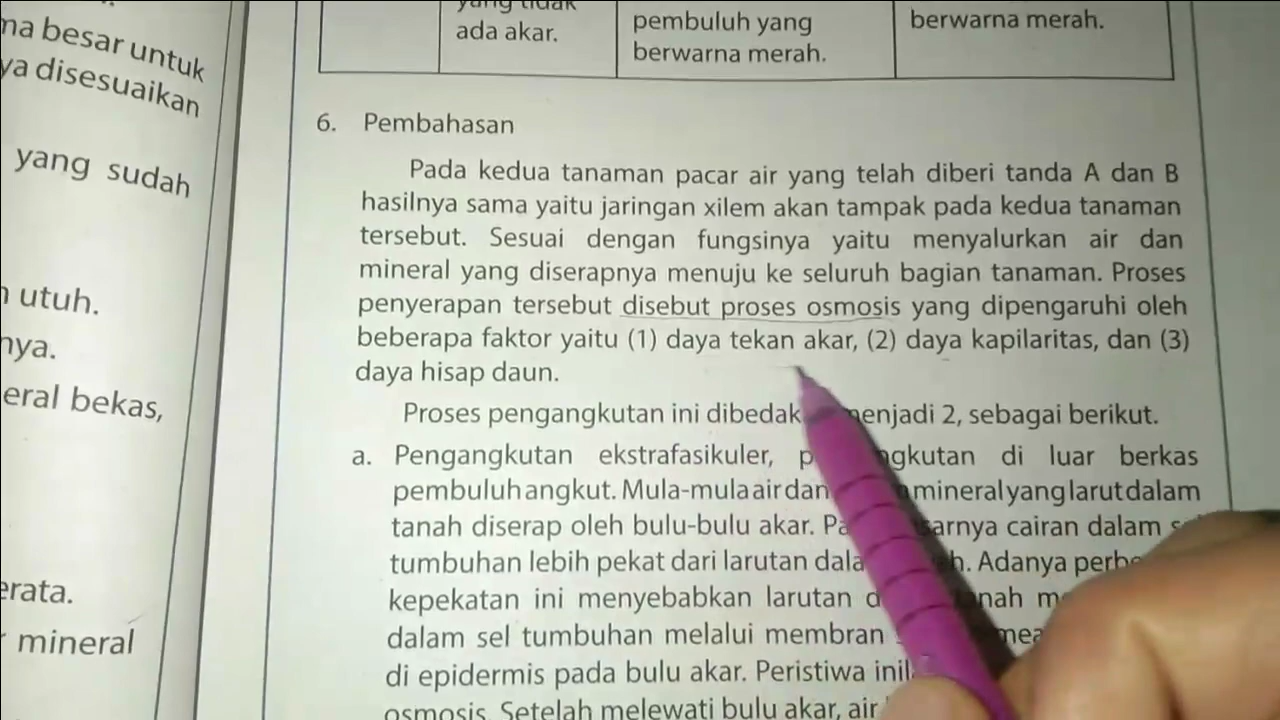 ma besar untuk
ya disesuaikan
yang sudah
utuh.
nya.
eral bekas,
erata.
mineral
yang tidak
ada akar.
pembuluh yang
berwarna merah.
berwarna merah.
6. Pembahasan
Pada kedua tanaman pacar air yang telah diberi tanda A dan B
hasilnya sama yaitu jaringan xilem akan tampak pada kedua tanaman
tersebut. Sesuai dengan fungsinya yaitu menyalurkan air dan
mineral yang diserapnya menuju ke seluruh bagian tanaman. Proses
penyerapan tersebut disebut proses osmosis yang dipengaruhi oleh
beberapa faktor yaitu (1) daya tekan akar, (2) daya kapilaritas, dan (3)
daya hisap daun.
Proses pengangkutan ini dibedak enjadi 2, sebagai berikut.
a. Pengangkutan ekstrafasikuler, p ngkutan di luar berkas
pembuluh angkut. Mula-mula air dan mineral yang larut dalam
tanah diserap oleh bulu-bulu akar. Pa sarnya cairan dalam s
tumbuhan lebih pekat dari larutan dala h. Adanya perbe
kepekatan ini menyebabkan larutan d nah m
dalam sel tumbuhan melalui membran mea
di epidermis pada bulu akar. Peristiwa inil
osmosis. Setelah melewati bulu akar, air